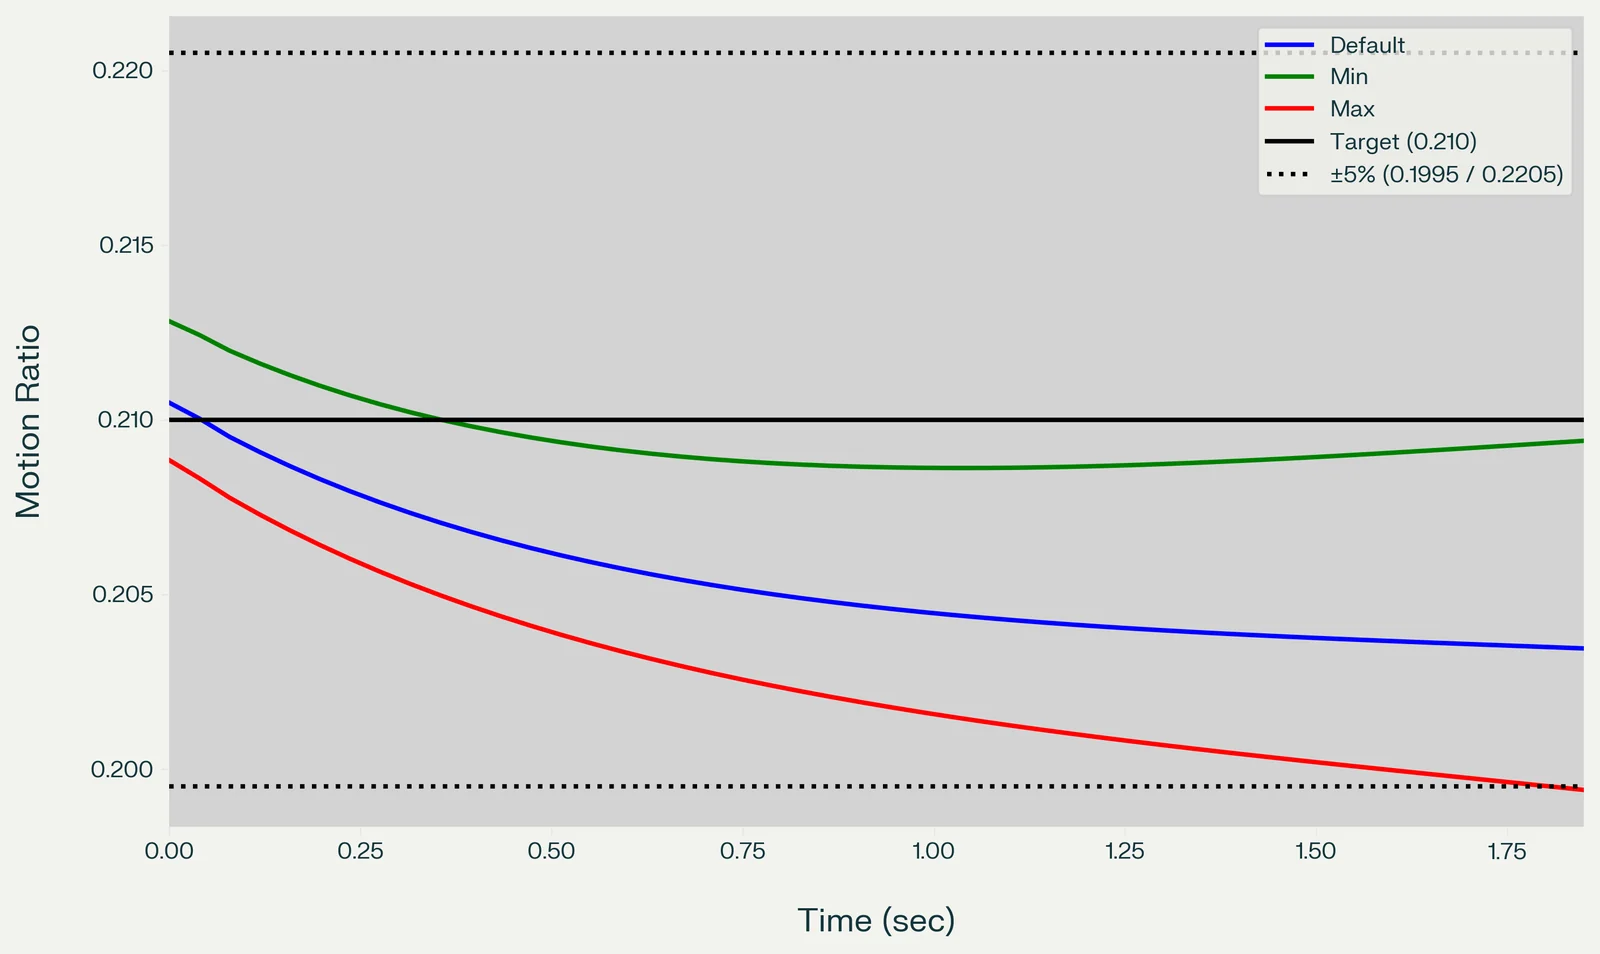 Default
Min
Max
Target (0.210)
±5% (0.1995 / 0.2205)
0.220
0.215
0.210
0.205
0.200
Motion Ratio
0.00 0.25 0.50 0.75 1.00 1.25 1.50 1.75
Time (sec)